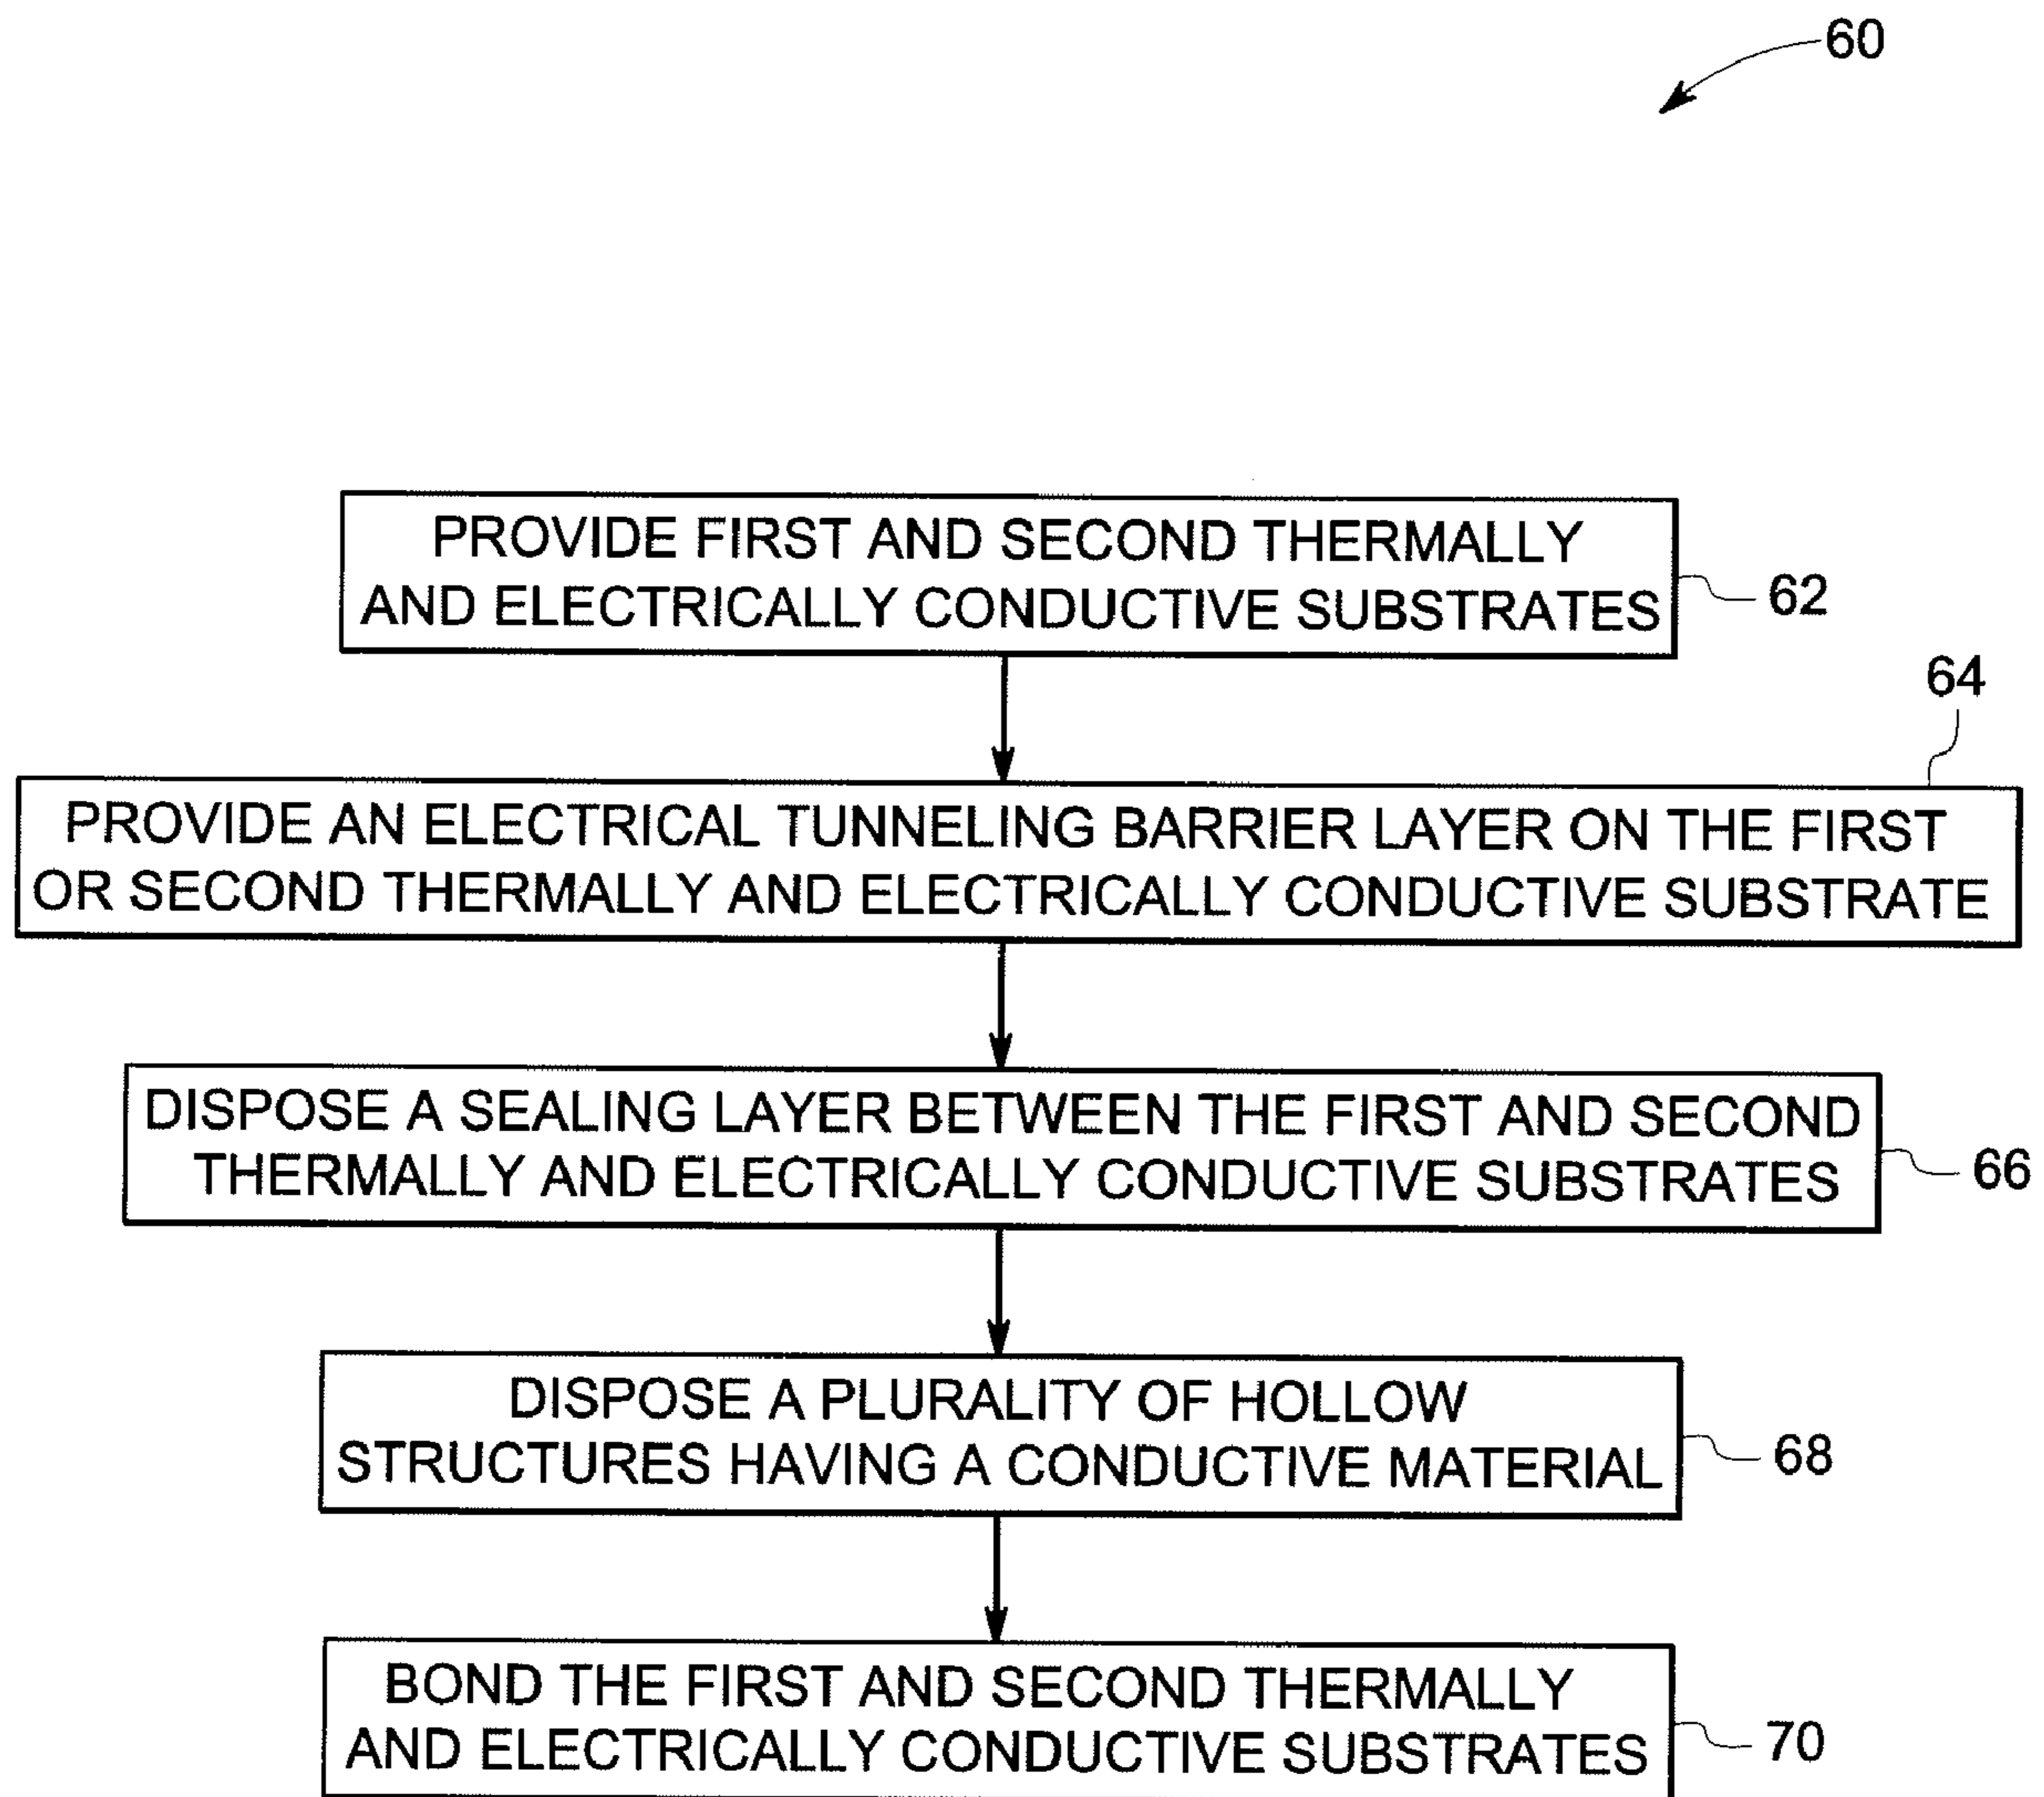 60
PROVIDE FIRST AND SECOND THERMALLY
AND ELECTRICALLY CONDUCTIVE SUBSTRATES
62
64
PROVIDE AN ELECTRICAL TUNNELING BARRIER LAYER ON THE FIRST
OR SECOND THERMALLY AND ELECTRICALLY CONDUCTIVE SUBSTRATE
DISPOSE A SEALING LAYER BETWEEN THE FIRST AND SECOND
THERMALLY AND ELECTRICALLY CONDUCTIVE SUBSTRATES
66
DISPOSE A PLURALITY OF HOLLOW
STRUCTURES HAVING A CONDUCTIVE MATERIAL
68
BOND THE FIRST AND SECOND THERMALLY
AND ELECTRICALLY CONDUCTIVE SUBSTRATES
70